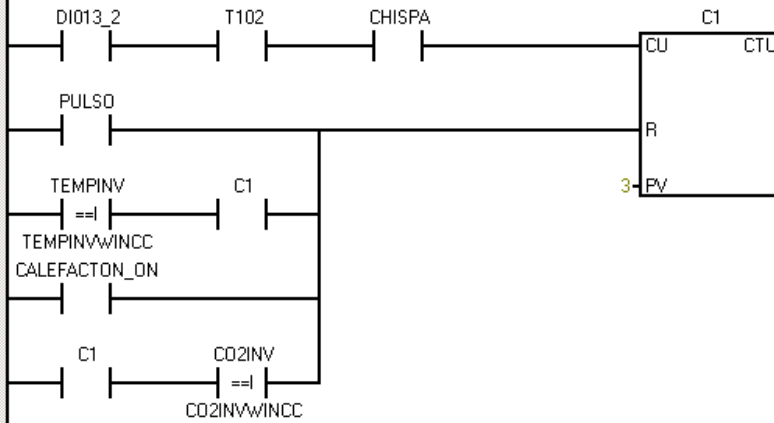 DI013_2 T102 CHISPA C1
CU CTU
PULSO
R
TEMPINV C1
==I
3 PV
TEMPINVWINCC
CALEFACTON_ON
C1 CO2INV
==I
CO2INVWINCC